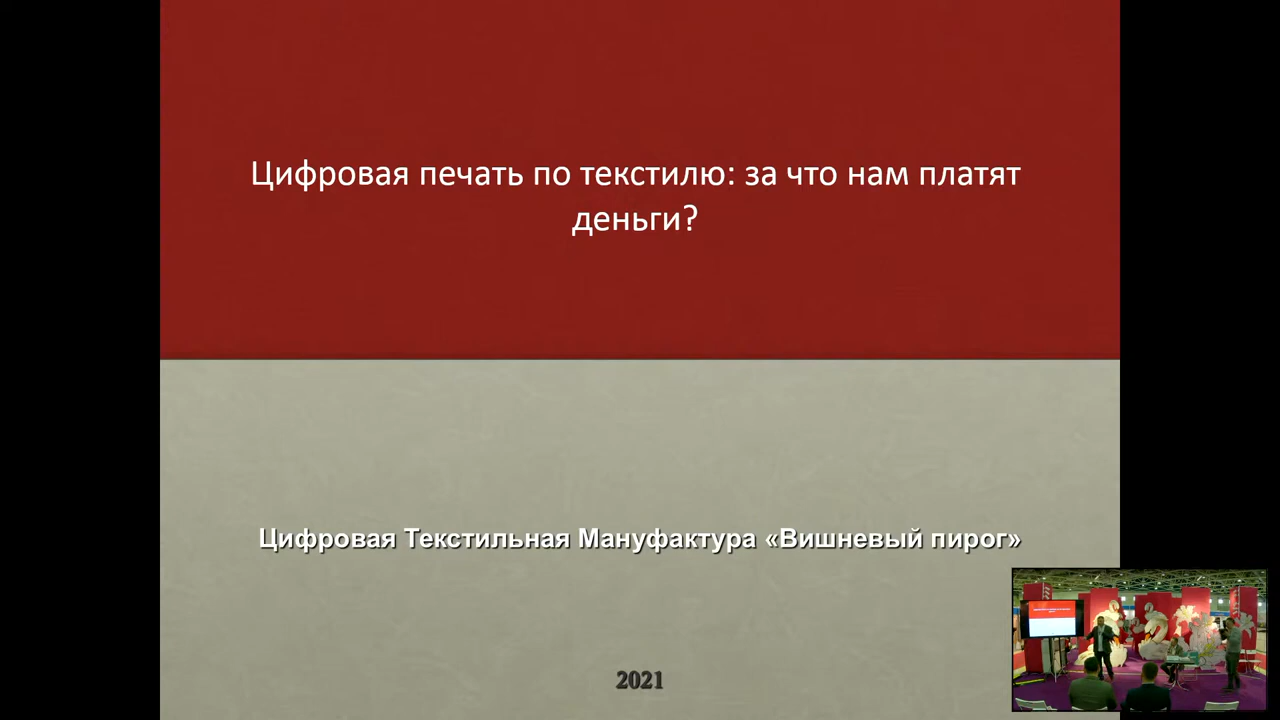 Цифровая печать по текстилю: за что нам платят
деньги?
Цифровая Текстильная Мануфактура «Вишневый пирог»
2021